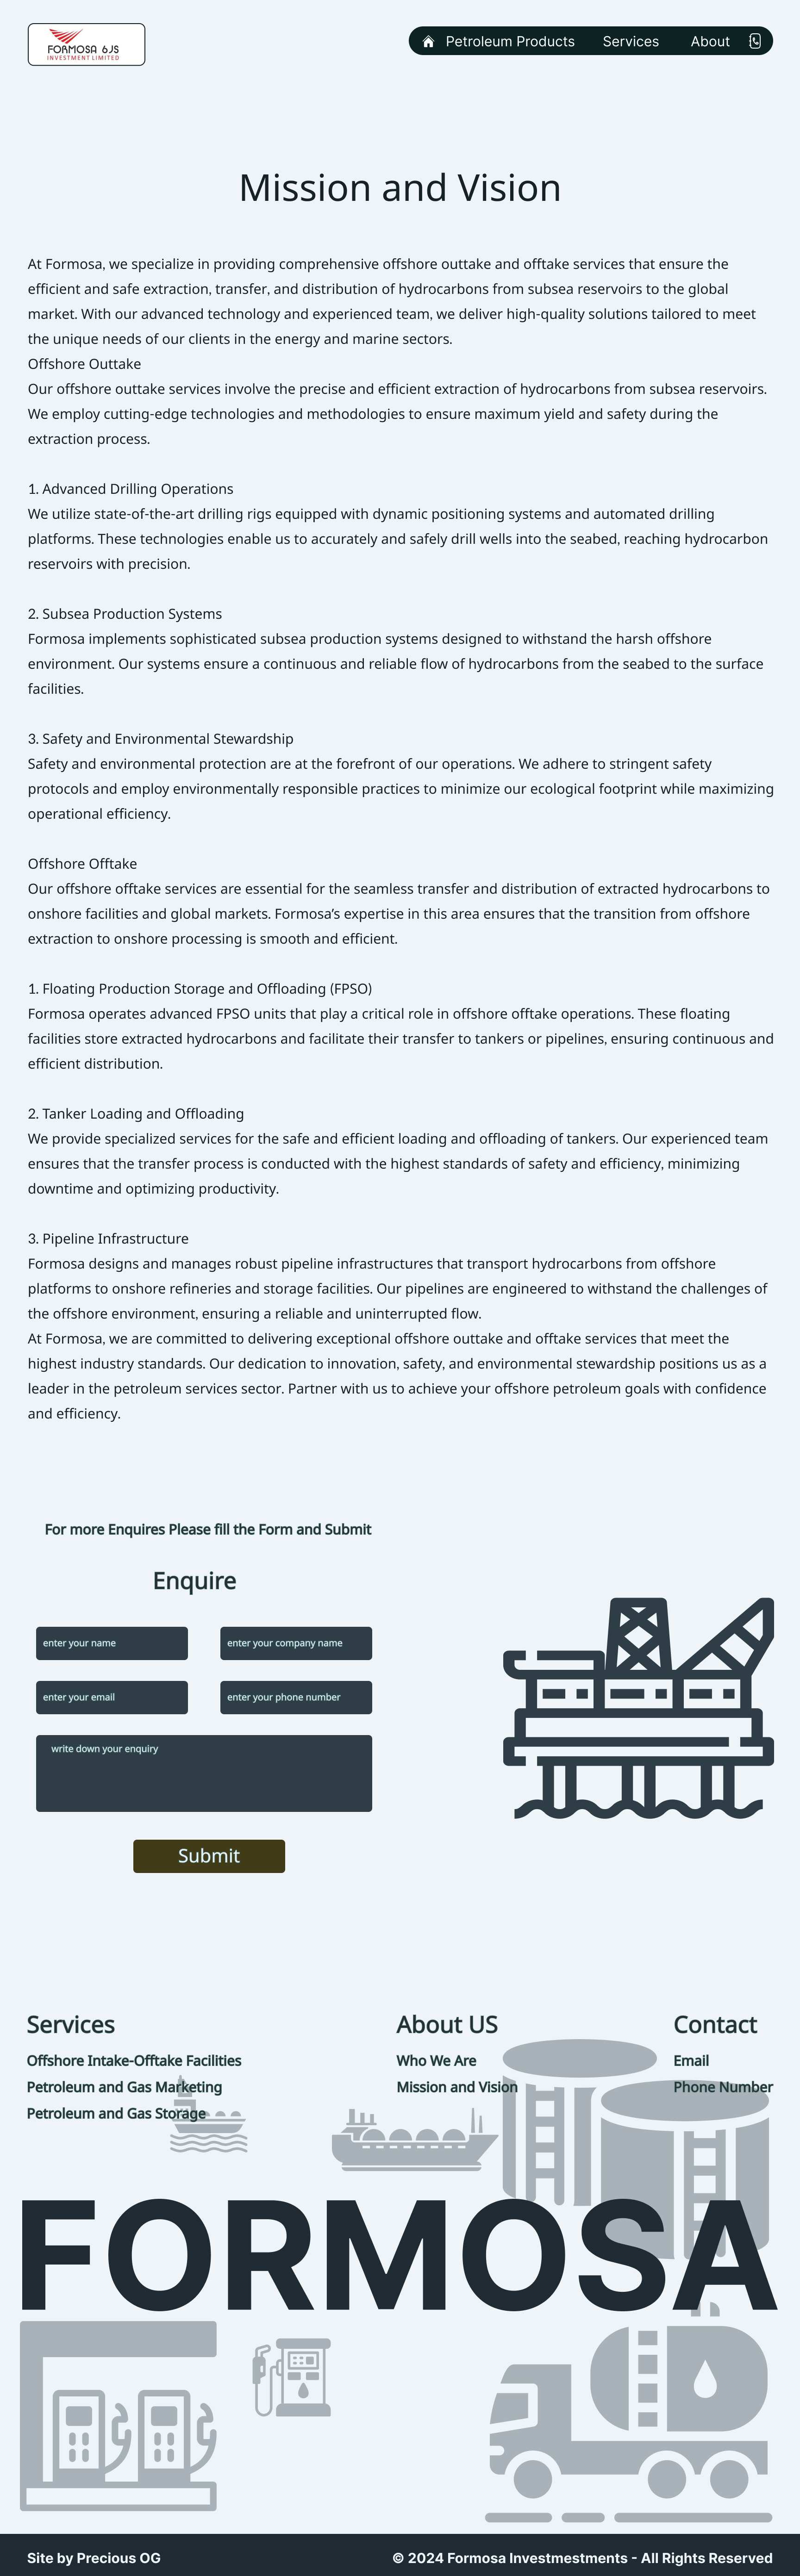 FORMOSA 6JS
INVESTMENT LIMITED
Petroleum Products Services About
Mission and Vision
At Formosa, we specialize in providing comprehensive offshore outtake and offtake services that ensure the
efficient and safe extraction, transfer, and distribution of hydrocarbons from subsea reservoirs to the global
market. With our advanced technology and experienced team, we deliver high-quality solutions tailored to meet
the unique needs of our clients in the energy and marine sectors.
Offshore Outtake
Our offshore outtake services involve the precise and efficient extraction of hydrocarbons from subsea reservoirs.
We employ cutting-edge technologies and methodologies to ensure maximum yield and safety during the
extraction process.
1. Advanced Drilling Operations
We utilize state-of-the-art drilling rigs equipped with dynamic positioning systems and automated drilling
platforms. These technologies enable us to accurately and safely drill wells into the seabed, reaching hydrocarbon
reservoirs with precision.
2. Subsea Production Systems
Formosa implements sophisticated subsea production systems designed to withstand the harsh offshore
environment. Our systems ensure a continuous and reliable flow of hydrocarbons from the seabed to the surface
facilities.
3. Safety and Environmental Stewardship
Safety and environmental protection are at the forefront of our operations. We adhere to stringent safety
protocols and employ environmentally responsible practices to minimize our ecological footprint while maximizing
operational efficiency.
Offshore Offtake
Our offshore offtake services are essential for the seamless transfer and distribution of extracted hydrocarbons to
onshore facilities and global markets. Formosa’s expertise in this area ensures that the transition from offshore
extraction to onshore processing is smooth and efficient.
1. Floating Production Storage and Offloading (FPSO)
Formosa operates advanced FPSO units that play a critical role in offshore offtake operations. These floating
facilities store extracted hydrocarbons and facilitate their transfer to tankers or pipelines, ensuring continuous and
efficient distribution.
2. Tanker Loading and Offloading
We provide specialized services for the safe and efficient loading and offloading of tankers. Our experienced team
ensures that the transfer process is conducted with the highest standards of safety and efficiency, minimizing
downtime and optimizing productivity.
3. Pipeline Infrastructure
Formosa designs and manages robust pipeline infrastructures that transport hydrocarbons from offshore
platforms to onshore refineries and storage facilities. Our pipelines are engineered to withstand the challenges of
the offshore environment, ensuring a reliable and uninterrupted flow.
At Formosa, we are committed to delivering exceptional offshore outtake and offtake services that meet the
highest industry standards. Our dedication to innovation, safety, and environmental stewardship positions us as a
leader in the petroleum services sector. Partner with us to achieve your offshore petroleum goals with confidence
and efficiency.
For more Enquires Please fill the Form and Submit
Enquire
enter your name
enter your company name
enter your email
enter your phone number
write down your enquiry
Submit
Services
Offshore Intake-Offtake Facilities
Petroleum and Gas Marketing
Petroleum and Gas Storage
About US
Who We Are
Mission and Vision
Contact
Email
Phone Number
FORMOSA
Site by Precious OG
© 2024 Formosa Investmestments - All Rights Reserved